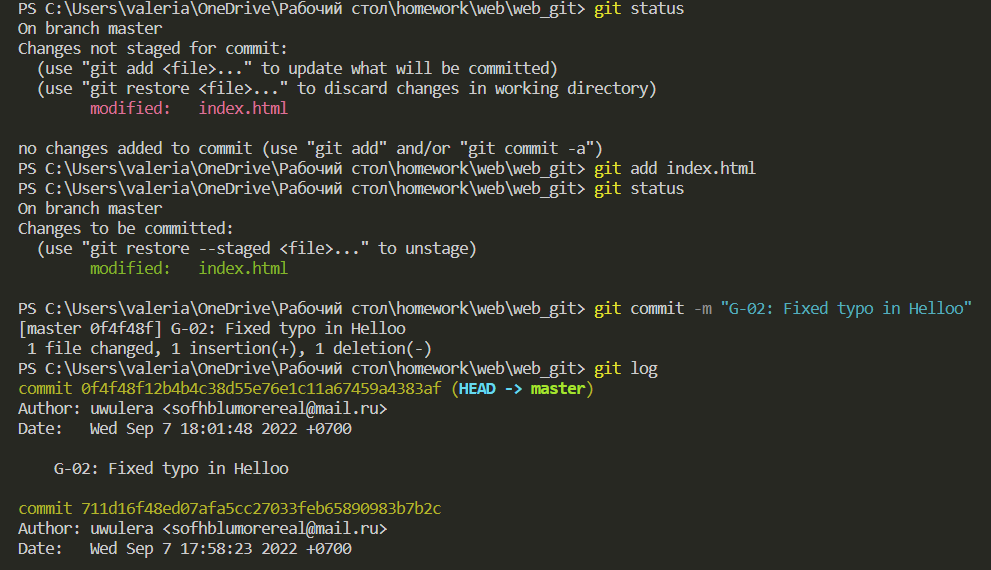 PS C:\Users\valeria\OneDrive\Рабочий стол\homework\web\web_git> git status
On branch master
Changes not staged for commit:
  (use "git add <file>..." to update what will be committed)
  (use "git restore <file>..." to discard changes in working directory)
        modified:   index.html

no changes added to commit (use "git add" and/or "git commit -a")
PS C:\Users\valeria\OneDrive\Рабочий стол\homework\web\web_git> git add index.html
PS C:\Users\valeria\OneDrive\Рабочий стол\homework\web\web_git> git status
On branch master
Changes to be committed:
  (use "git restore --staged <file>..." to unstage)
        modified:   index.html

PS C:\Users\valeria\OneDrive\Рабочий стол\homework\web\web_git> git commit -m "G-02: Fixed typo in Helloo"
[master 0f4f48f] G-02: Fixed typo in Helloo
 1 file changed, 1 insertion(+), 1 deletion(-)
PS C:\Users\valeria\OneDrive\Рабочий стол\homework\web\web_git> git log
commit 0f4f48f12b4b4c38d55e76e1c11a67459a4383af (HEAD -> master)
Author: uwulera <sofhblumorereal@mail.ru>
Date:   Wed Sep 7 18:01:48 2022 +0700

    G-02: Fixed typo in Helloo

commit 711d16f48ed07afa5cc27033feb65890983b7b2c
Author: uwulera <sofhblumorereal@mail.ru>
Date:   Wed Sep 7 17:58:23 2022 +0700